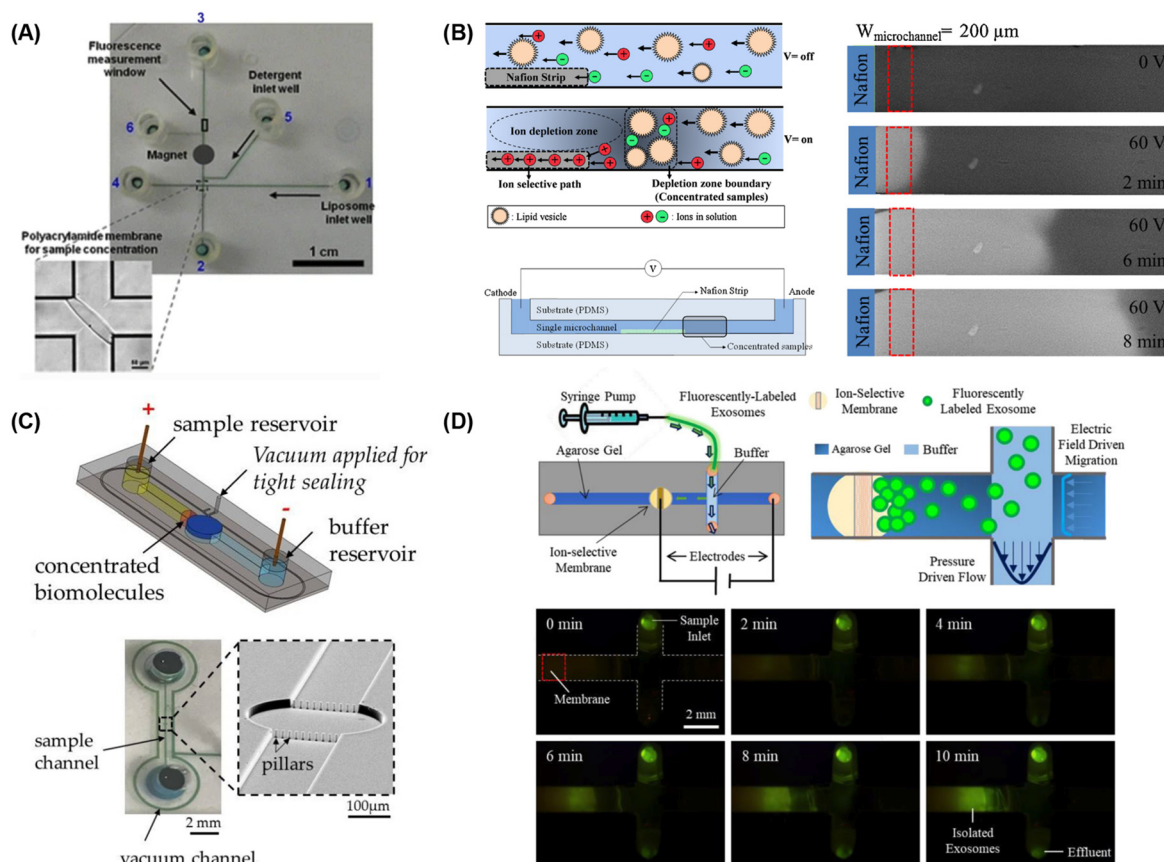 (A)
3
Fluorescence
measurement
window
Detergent
inlet well
5
6
Magnet
4
1
Liposome
inlet well
Polyacrylamide membrane
for sample concentration
2
1 cm
(B)
V= off
Nafion Strip
Ion depletion zone
V= on
Ion selective path
Depletion zone boundary
(Concentrated samples)
: Lipid vesicle
: Ions in solution
V
Cathode
Anode
Substrate (PDMS)
Nafion Strip
Single microchannel
Substrate (PDMS)
Concentrated samples
Wmicrochannel= 200 μm
Nafion
0 V
Nafion
60 V
2 min
Nafion
60 V
6 min
Nafion
60 V
8 min
(C)
+
sample reservoir
Vacuum applied for
tight sealing
-
buffer
reservoir
concentrated
biomolecules
sample
channel
pillars
2 mm
100μm
vacuum channel
(D)
Syringe Pump
Fluorescently-Labeled
Exosomes
Agarose Gel
Buffer
Ion-selective
Membrane
Electrodes
Ion-Selective
Membrane
Fluorescently
Labeled Exosome
Agarose Gel
Buffer
Electric
Field Driven
Migration
Pressure
Driven Flow
0 min
Sample
Inlet
Membrane
2 mm
2 min
4 min
6 min
8 min
10 min
Isolated
Exosomes
Effluent